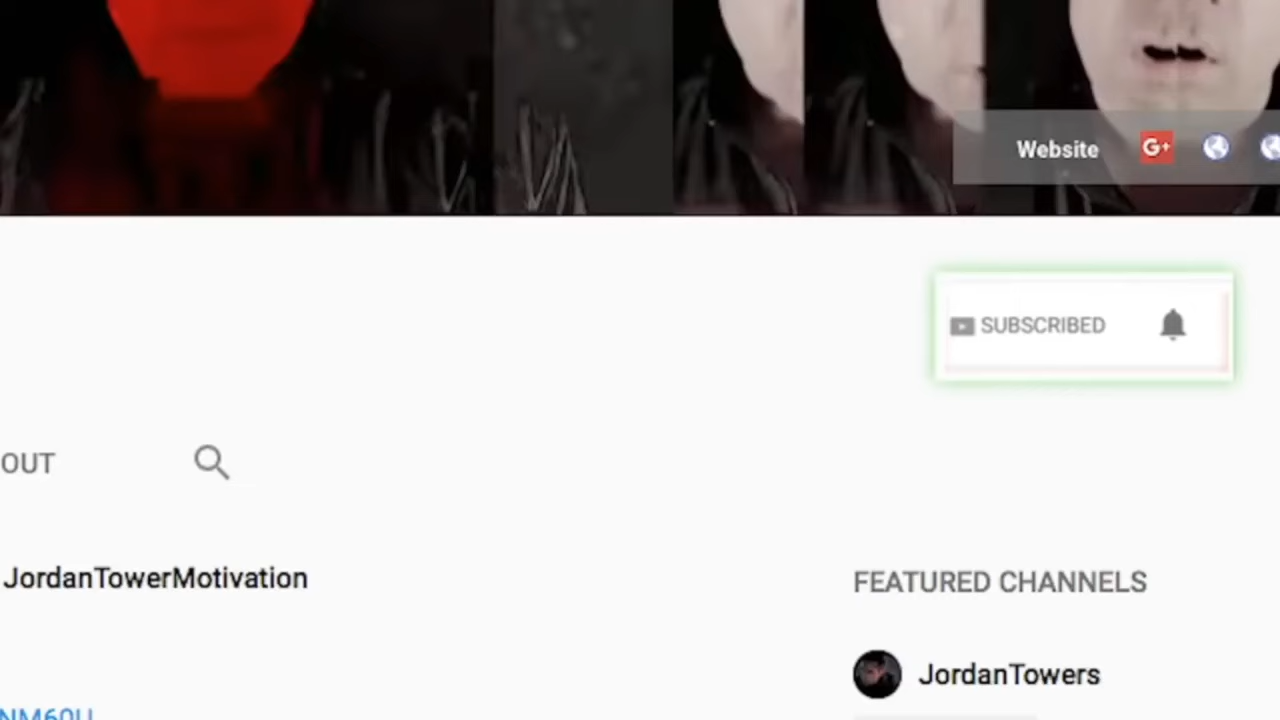 Website G+
SUBSCRIBED
OUT
JordanTowerMotivation
FEATURED CHANNELS
JordanTowers